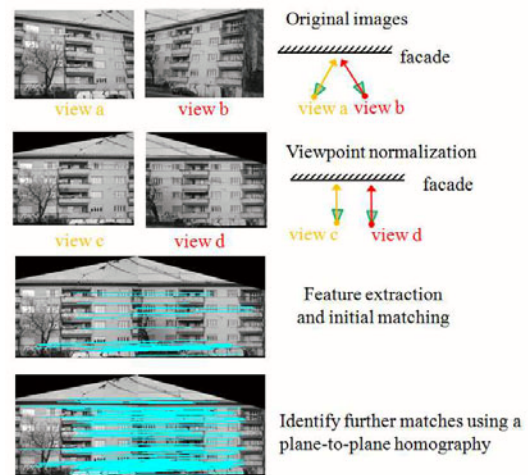 Original images
facade
view a
view b
view a
view b
Viewpoint normalization
facade
view c
view d
view c
view d
Feature extraction
and initial matching
Identify further matches using a
plane-to-plane homography